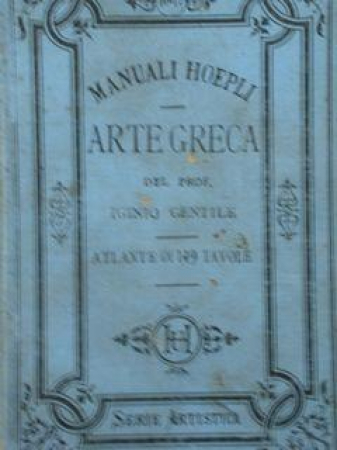 MANUALI HOEPLI
ARTE GRECA
DEL PROF.
IGINIO GENTILE
ATLANTE DI 149 TAVOLE
H
SERIE ARTISTICA